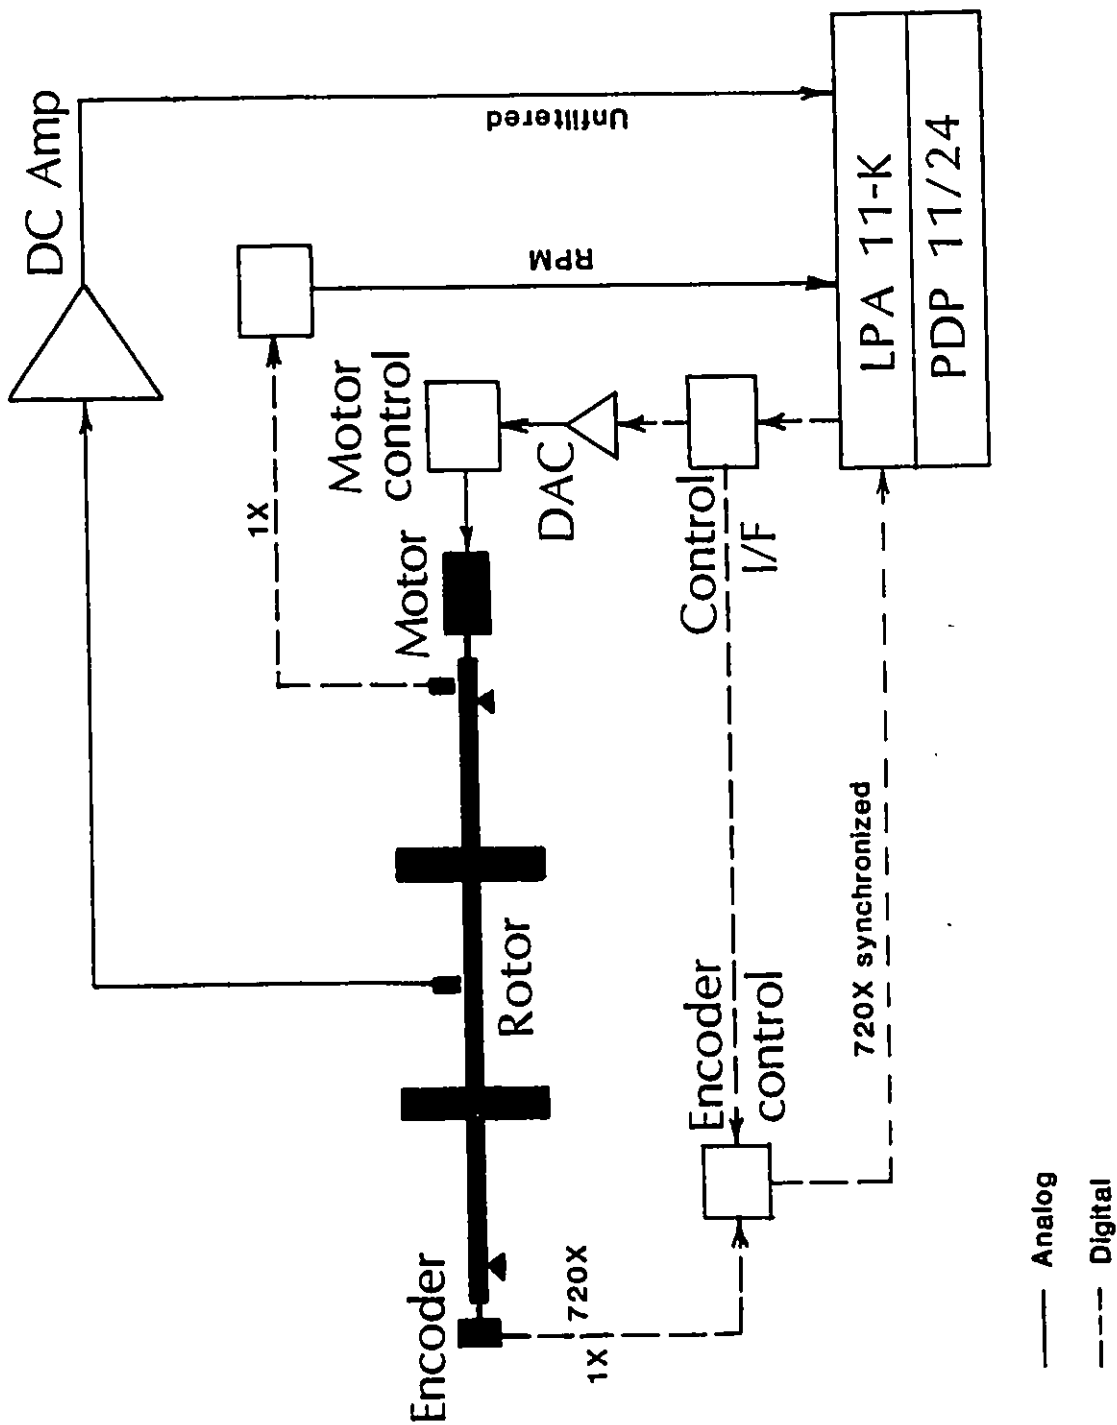 DC Amp
Unfiltered
RPM
1X
Motor
control
Motor
DAC
Control
I/F
LPA 11-K
PDP 11/24
Rotor
Encoder
1X
720X
Encoder
control
720X synchronized
Analog
Digital